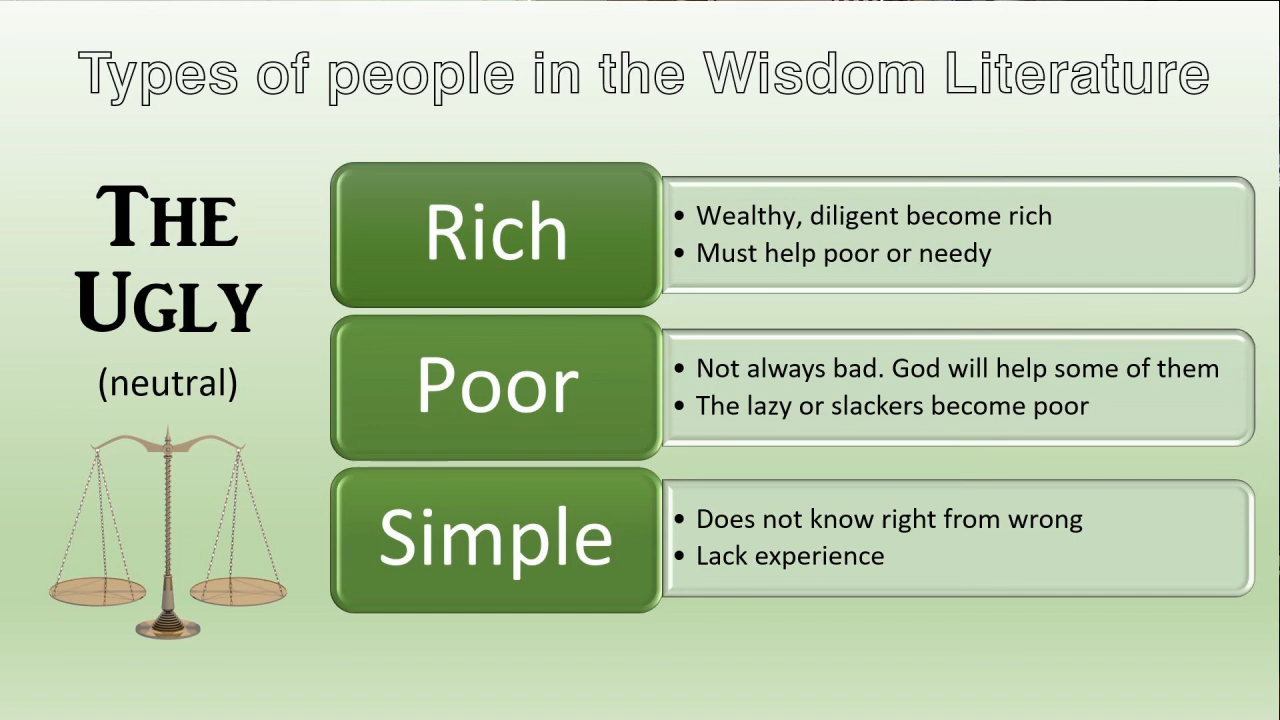 Types of people in the Wisdom Literature
The
Ugly
(neutral)
Rich
• Wealthy, diligent become rich
• Must help poor or needy
Poor
• Not always bad. God will help some of them
• The lazy or slackers become poor
Simple
• Does not know right from wrong
• Lack experience